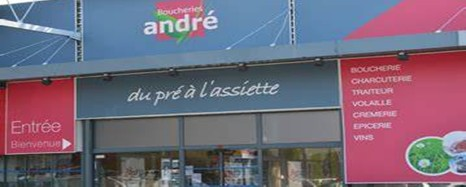 Boucheries
andré
du pré à l'assiette
Entrée
Bienvenue
BOUCHERIE
CHARCUTERIE
TRAITEUR
VOLAILLE
CREMERIE
EPICERIE
VINS